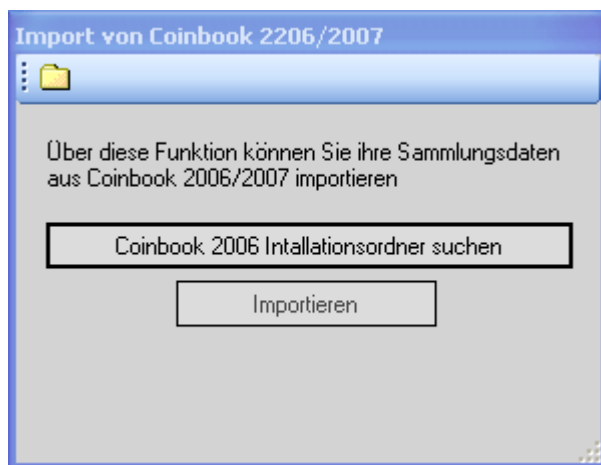 Import von Coinbook 2206/2007
Über diese Funktion können Sie ihre Sammlungsdaten
aus Coinbook 2006/2007 importieren
Coinbook 2006 Intallationsordner suchen
Importieren